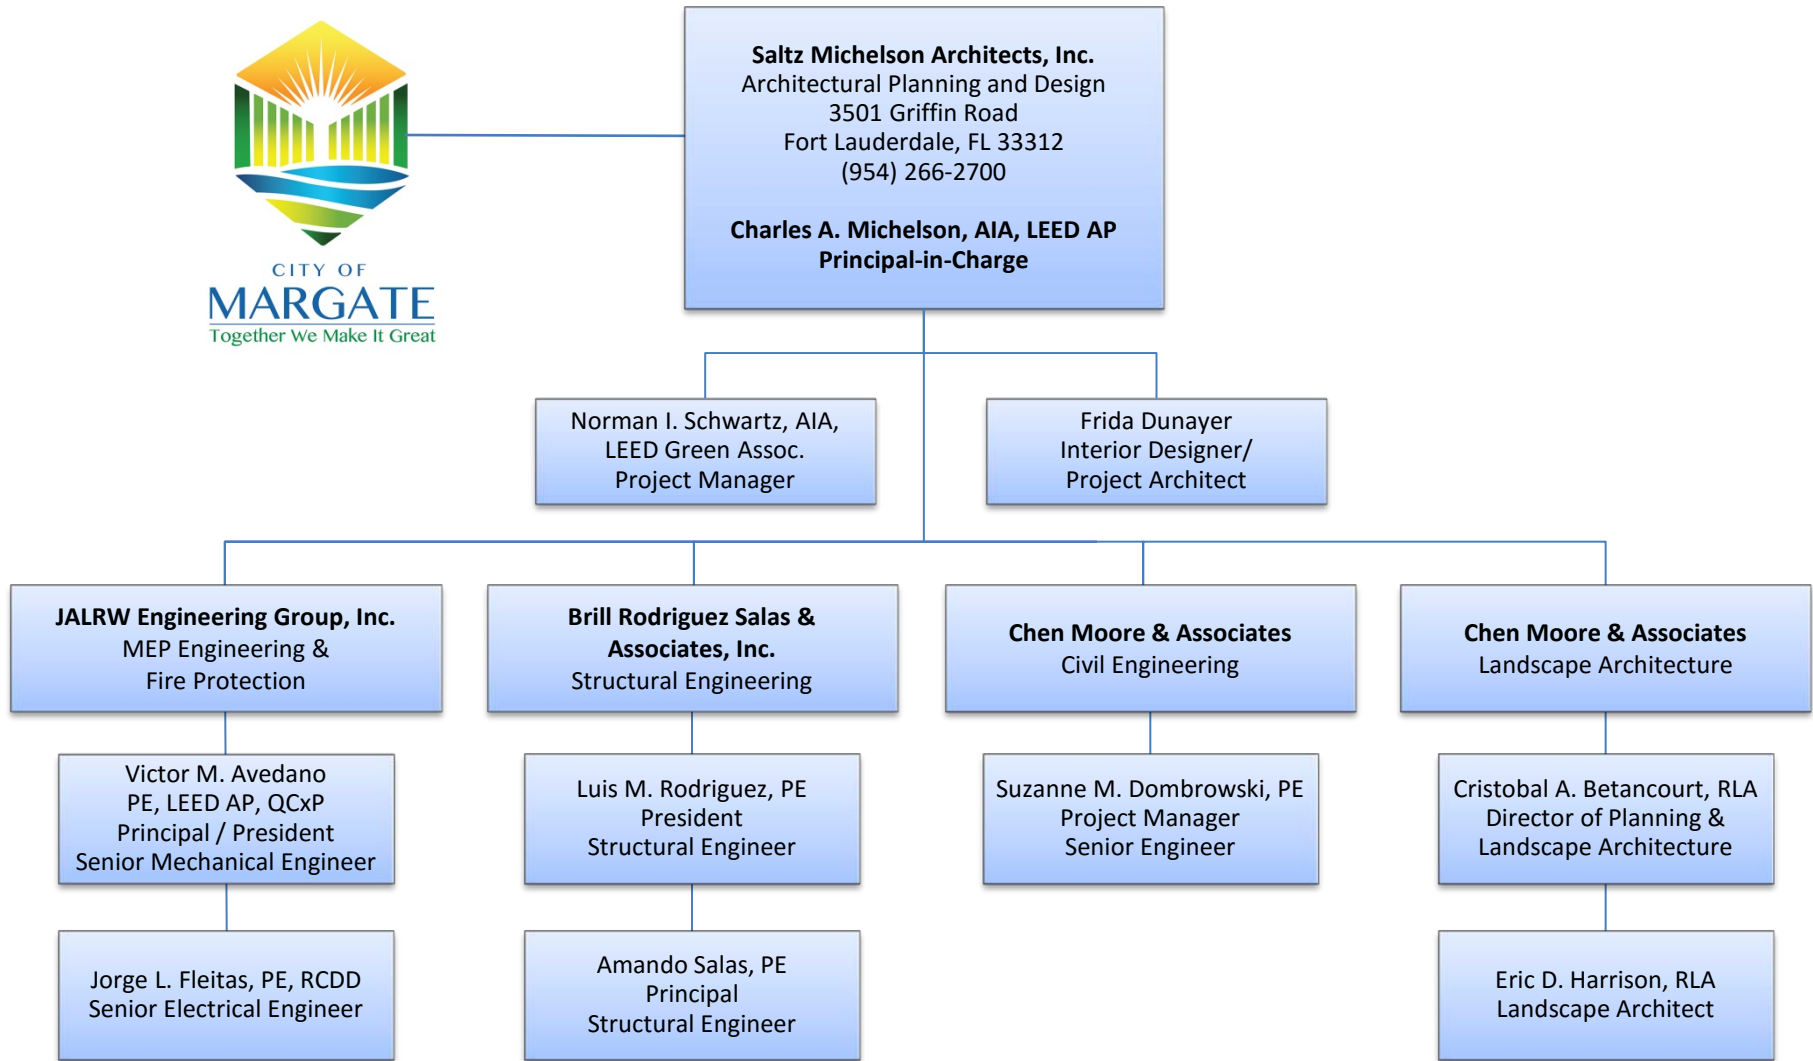 CITY OF
MARGATE
Together We Make It Great
Saltz Michelson Architects, Inc.
Architectural Planning and Design
3501 Griffin Road
Fort Lauderdale, FL 33312
(954) 266-2700
Charles A. Michelson, AIA, LEED AP
Principal-in-Charge
Norman I. Schwartz, AIA,
LEED Green Assoc.
Project Manager
Frida Dunayer
Interior Designer/
Project Architect
JALRW Engineering Group, Inc.
MEP Engineering &
Fire Protection
Brill Rodriguez Salas &
Associates, Inc.
Structural Engineering
Chen Moore & Associates
Civil Engineering
Chen Moore & Associates
Landscape Architecture
Victor M. Avedano
PE, LEED AP, QCxP
Principal / President
Senior Mechanical Engineer
Luis M. Rodriguez, PE
President
Structural Engineer
Suzanne M. Dombrowski, PE
Project Manager
Senior Engineer
Cristobal A. Betancourt, RLA
Director of Planning &
Landscape Architecture
Jorge L. Fleitas, PE, RCDD
Senior Electrical Engineer
Amando Salas, PE
Principal
Structural Engineer
Eric D. Harrison, RLA
Landscape Architect